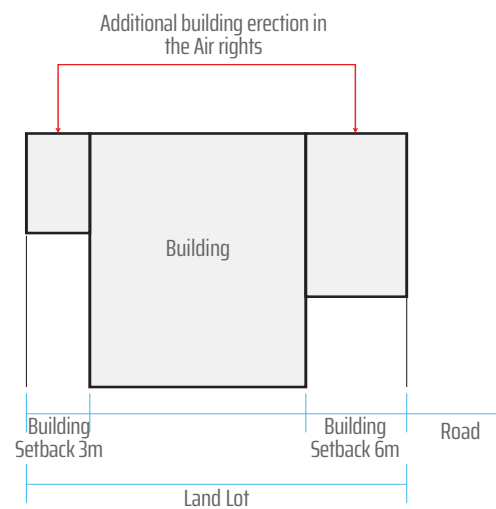 Additional building erection in
the Air rights
Building
Building
Setback 3m
Building
Setback 6m
Road
Land Lot